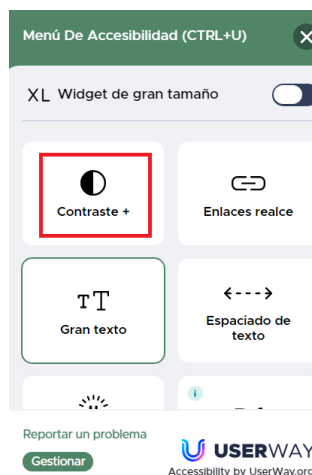 Menú De Accesibilidad (CTRL+U)
XL Widget de gran tamaño
Contraste +
Enlaces realce
TT
Gran texto
Espaciado de
texto
i
Reportar un problema
Gestionar
USERWAY
Accessibility by UserWay.org